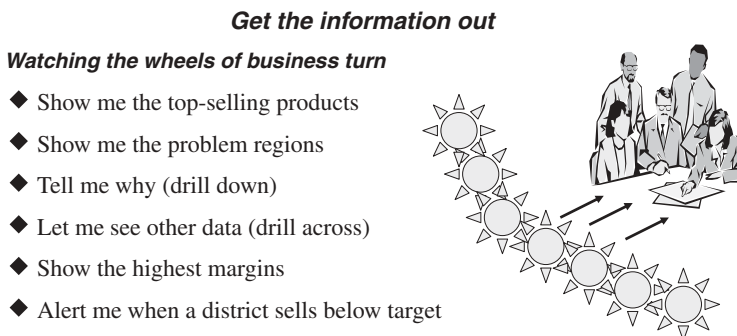 Get the information out
Watching the wheels of business turn
◆ Show me the top-selling products
◆ Show me the problem regions
◆ Tell me why (drill down)
◆ Let me see other data (drill across)
◆ Show the highest margins
◆ Alert me when a district sells below target